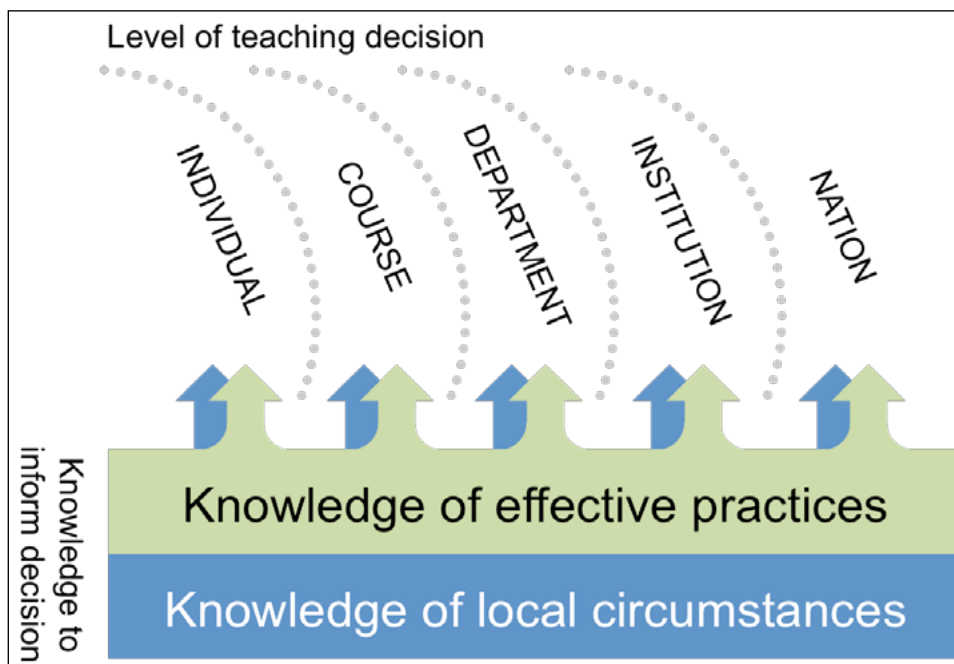 Level of teaching decision
INDIVIDUAL
COURSE
DEPARTMENT
INSTITUTION
NATION
Knowledge to
inform decision
Knowledge of effective practices
Knowledge of local circumstances